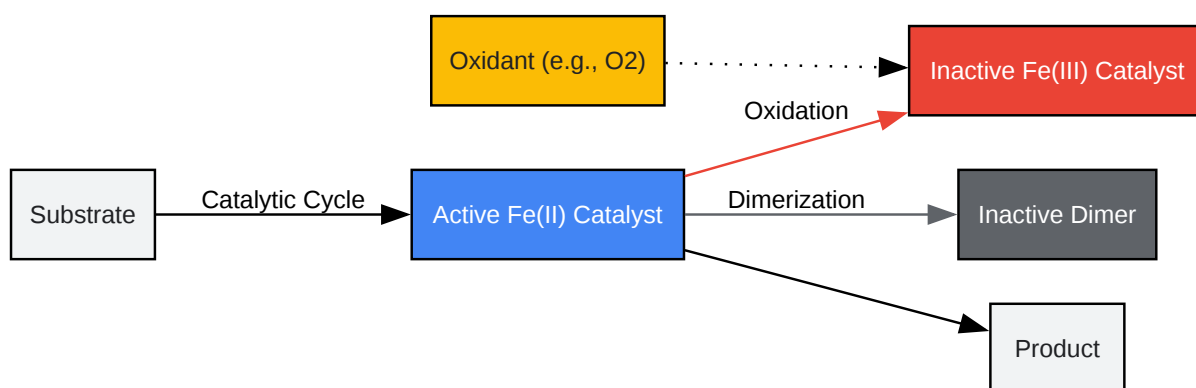 Oxidant (e.g., O2)
Inactive Fe(III) Catalyst
Oxidation
Substrate
Catalytic Cycle
Active Fe(II) Catalyst
Dimerization
Inactive Dimer
Product